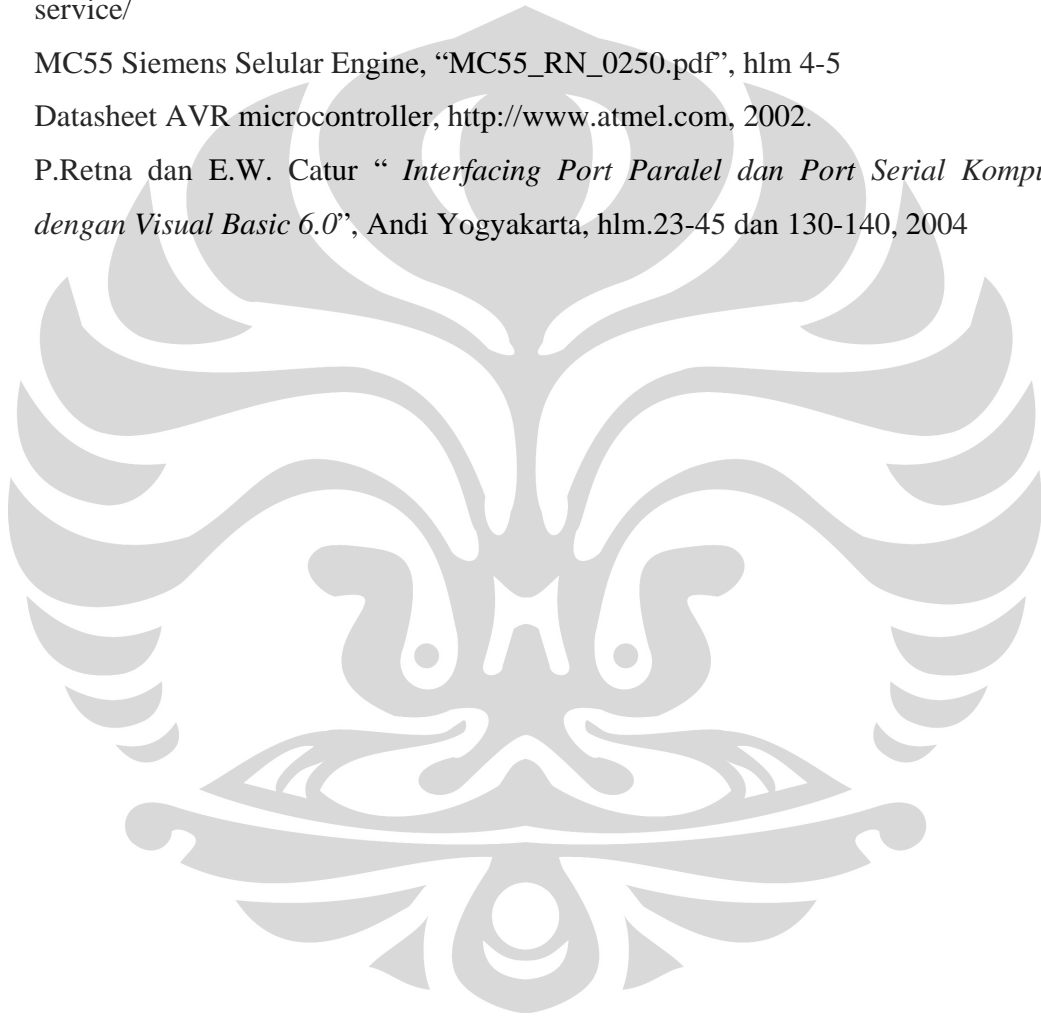 service/
MC55 Siemens Selular Engine, “MC55_RN_0250.pdf”, hlm 4-5
Datasheet AVR microcontroller, http://www.atmel.com, 2002.
P.Retna dan E.W. Catur “ Interfacing Port Paralel dan Port Serial Kompu
dengan Visual Basic 6.0”, Andi Yogyakarta, hlm.23-45 dan 130-140, 2004